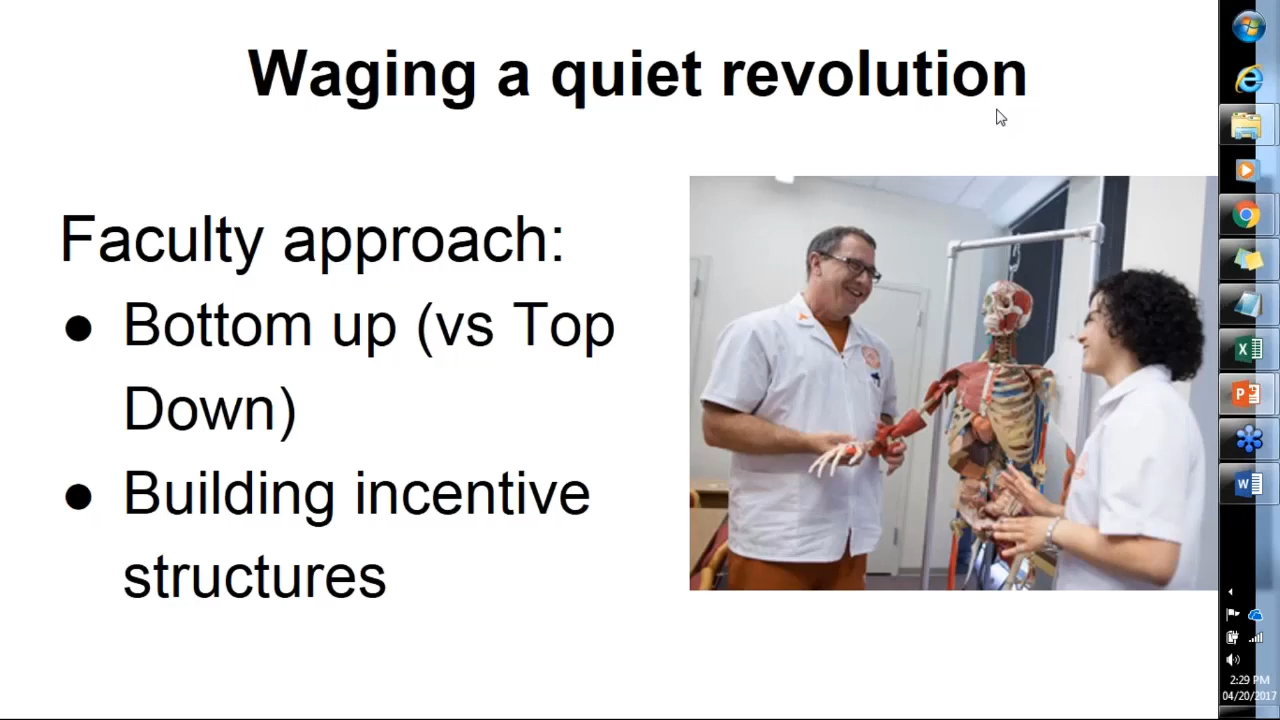 Waging a quiet revolution
Faculty approach:
● Bottom up (vs Top
Down)
● Building incentive
structures
2:29 PM
04/20/2017